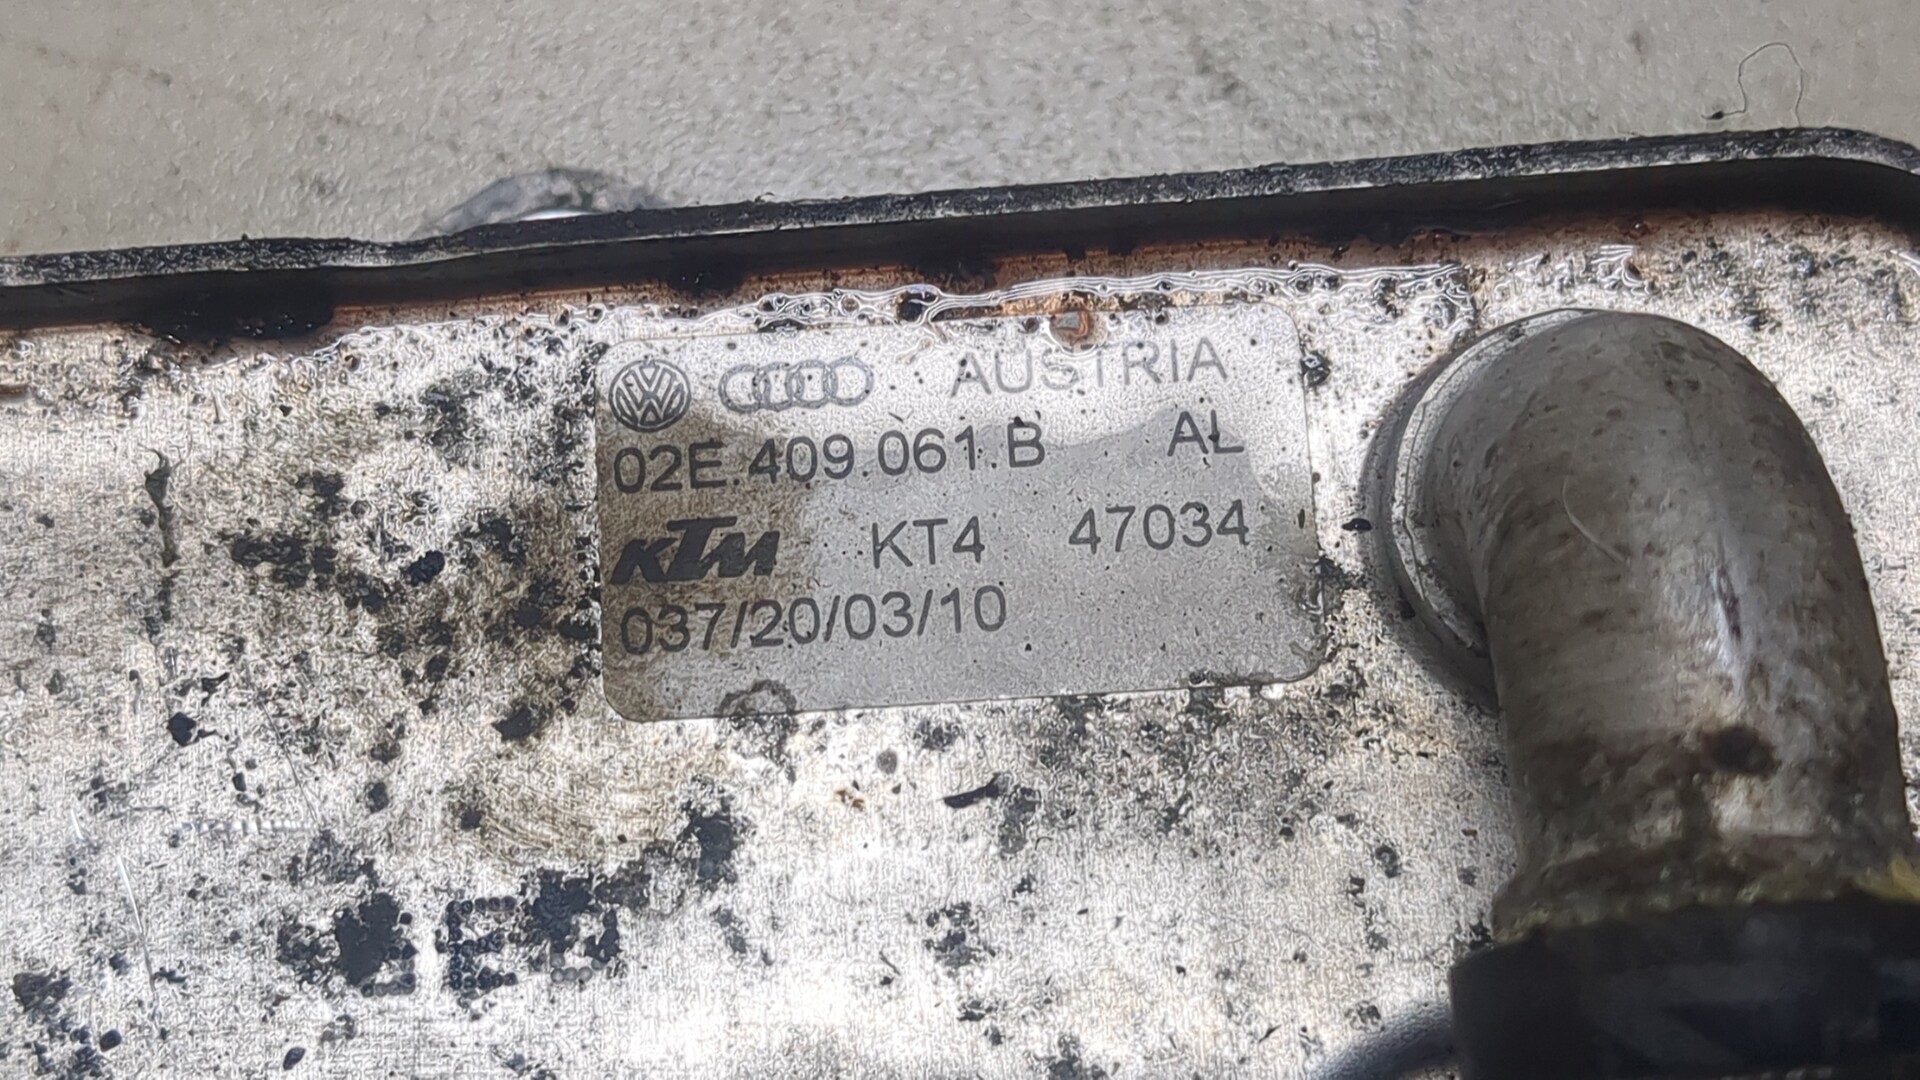 AUSTRIA
02E.409.061.B AL
KTM KT4 47034
037/20/03/10